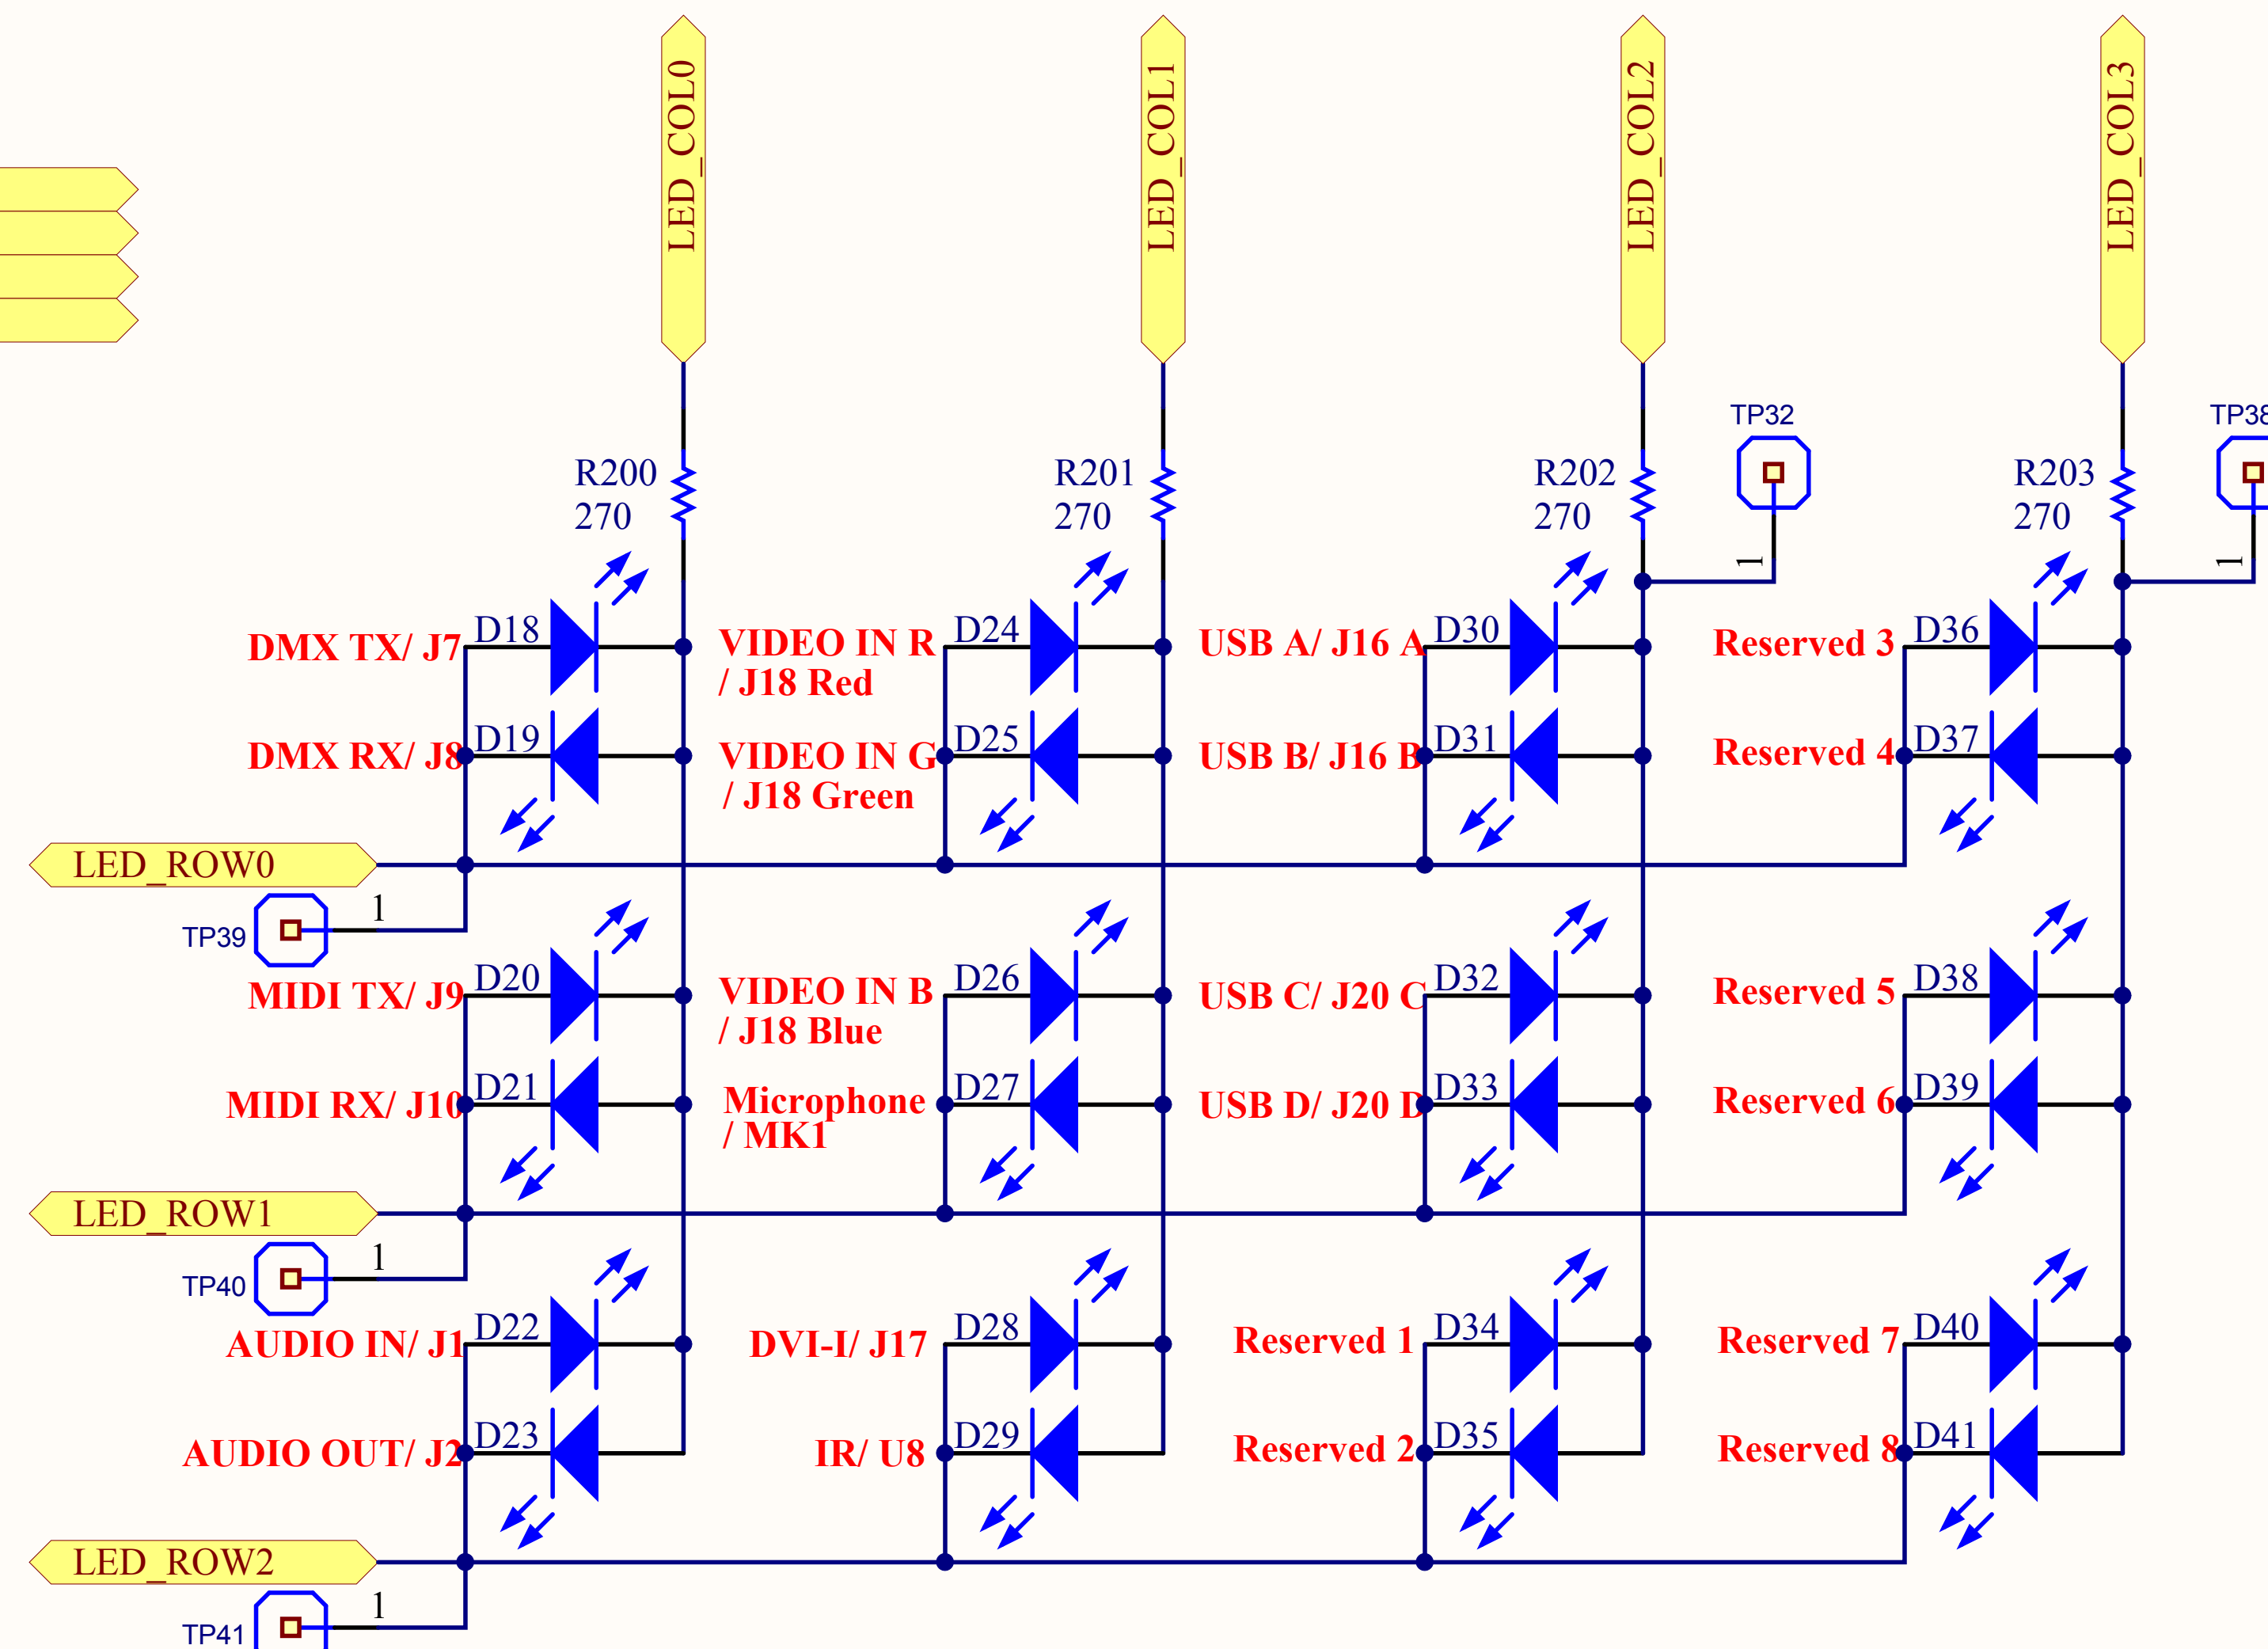 LED_COL0
LED_COL1
LED_COL2
LED_COL3
TP32
TP38
R200
270
R201
270
R202
270
R203
270
1
1
DMX TX/ J7
D18
VIDEO IN R
/ J18 Red
D24
USB A/ J16 A
D30
Reserved 3
D36
DMX RX/ J8
D19
VIDEO IN G
/ J18 Green
D25
USB B/ J16 B
D31
Reserved 4
D37
LED_ROW0
1
TP39
MIDI TX/ J9
D20
VIDEO IN B
/ J18 Blue
D26
USB C/ J20 C
D32
Reserved 5
D38
MIDI RX/ J10
D21
Microphone
/ MK1
D27
USB D/ J20 D
D33
Reserved 6
D39
LED_ROW1
1
TP40
AUDIO IN/ J1
D22
DVI-I/ J17
D28
Reserved 1
D34
Reserved 7
D40
AUDIO OUT/ J2
D23
IR/ U8
D29
Reserved 2
D35
Reserved 8
D41
LED_ROW2
1
TP41